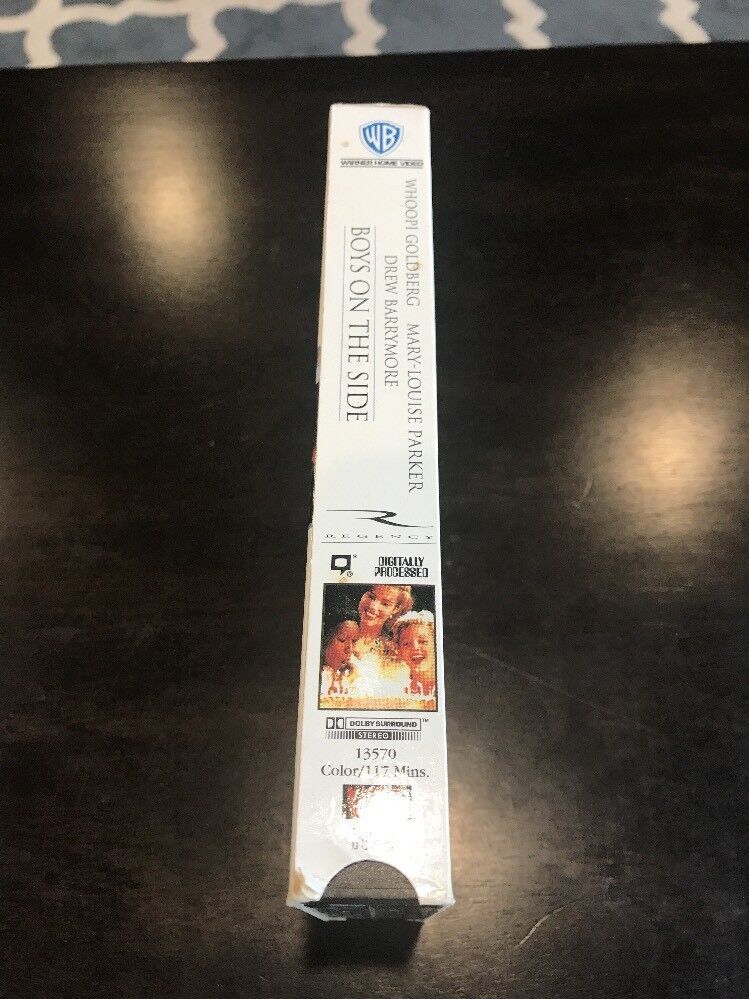 WB
WARNER HOME VIDEO
WHOOPI GOLDBERG MARY-LOUISE PARKER
DREW BARRYMORE
BOYS ON THE SIDE
REGENCY
DIGITALLY
PROCESSED
DOLBY SURROUND TM
STEREO
13570
Color/117 Mins.